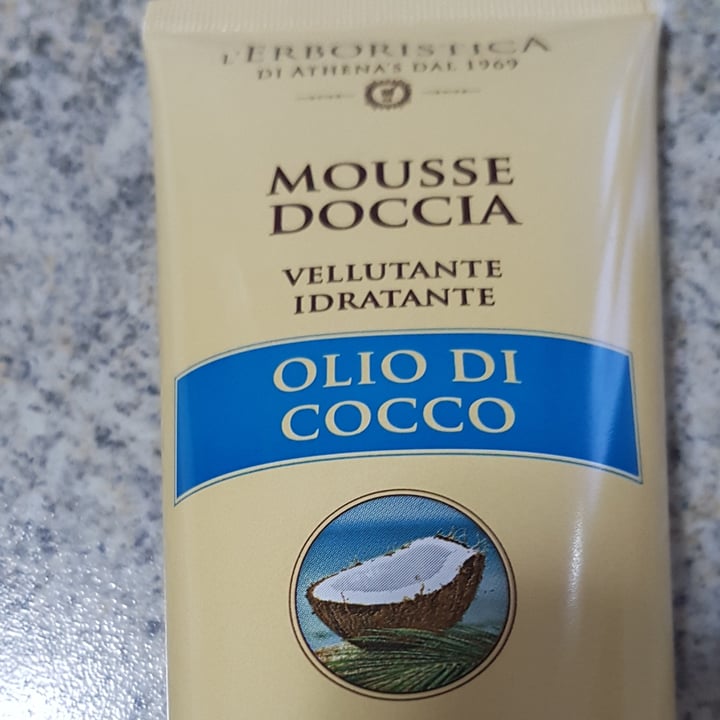 L'ERBORISTICA
DI ATHENA'S DAL 1969
MOUSSE
DOCCIA
VELLUTANTE
IDRATANTE
OLIO DI
COCCO